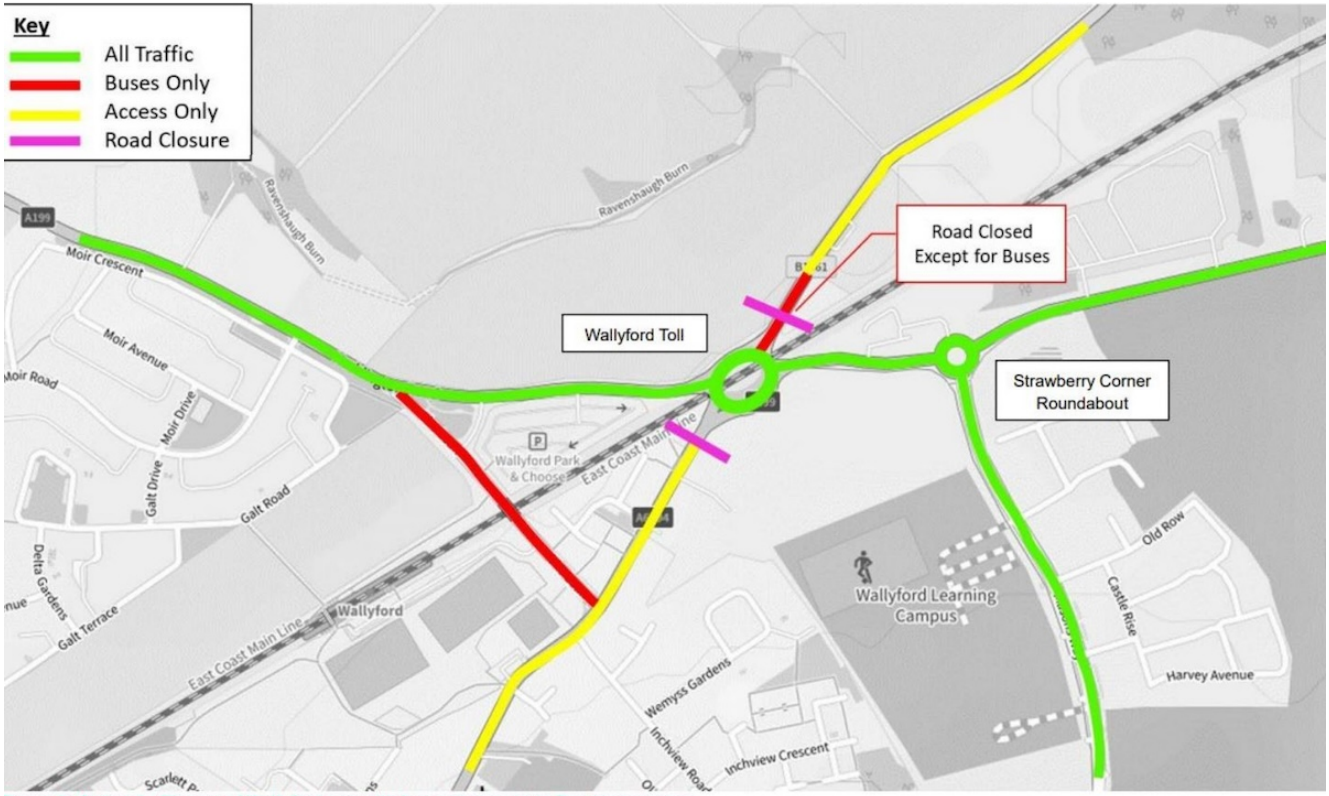 Key
All Traffic
Buses Only
Access Only
Road Closure
A199
Moir Crescent
Ravenshaugh Burn
Ravenshaugh Burn
Road Closed
Except for Buses
Wallyford Toll
Moir Avenue
Moir Road
Moir Drive
Strawberry Corner
Roundabout
P
Wallyford Park
& Choose
East Coast Main Line
Galt Drive
Galt Road
Delta Gardens
Galt Terrace
Wallyford
East Coast Main Line
Old Row
Wallyford Learning
Campus
Castle Rise
Harvey Avenue
Wemyss Gardens
Inchview Road
Inchview Crescent
Scarlett